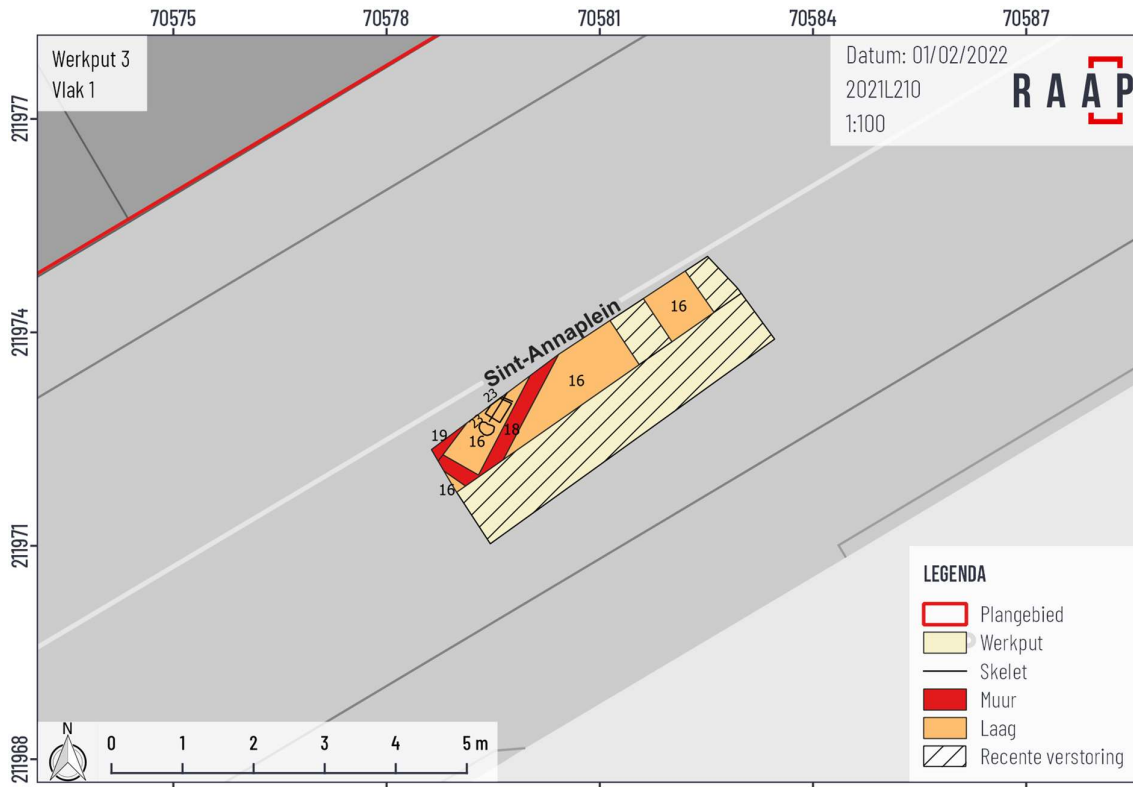 70575 70578 70581 70584 70587
Werkput 3
Vlak 1
Datum: 01/02/2022
2021L210
1:100
RAAP
211977
211974
211971
211968
Sint-Annaplein
16
16
23
23
19
18
16
16
LEGENDA
Plangebied
Werkput
Skelet
Muur
Laag
Recente verstoring
N
0 1 2 3 4 5 m